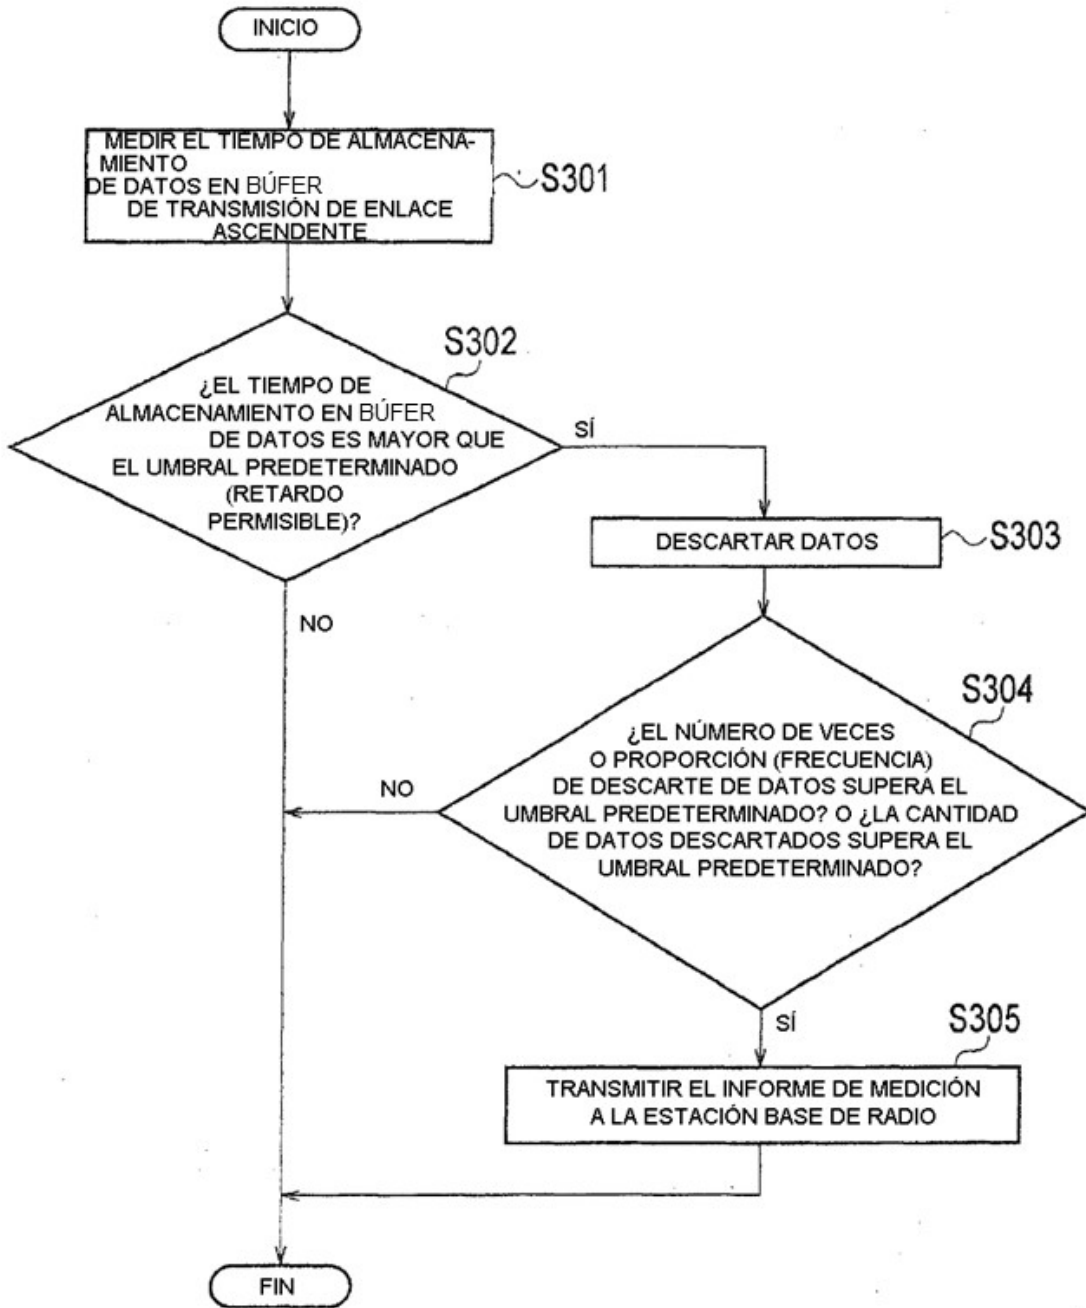 INICIO
MEDIR EL TIEMPO DE ALMACENA-
MIENTO
DE DATOS EN BÚFER
DE TRANSMISIÓN DE ENLACE
ASCENDENTE
S301
S302
¿EL TIEMPO DE
ALMACENAMIENTO EN BÚFER
DE DATOS ES MAYOR QUE
EL UMBRAL PREDETERMINADO
(RETARDO
PERMISIBLE)?
SÍ
DESCARTAR DATOS
S303
NO
S304
¿EL NÚMERO DE VECES
O PROPORCIÓN (FRECUENCIA)
DE DESCARTE DE DATOS SUPERA EL
UMBRAL PREDETERMINADO? O ¿LA CANTIDAD
DE DATOS DESCARTADOS SUPERA EL
UMBRAL PREDETERMINADO?
NO
SÍ
S305
TRANSMITIR EL INFORME DE MEDICIÓN
A LA ESTACIÓN BASE DE RADIO
FIN